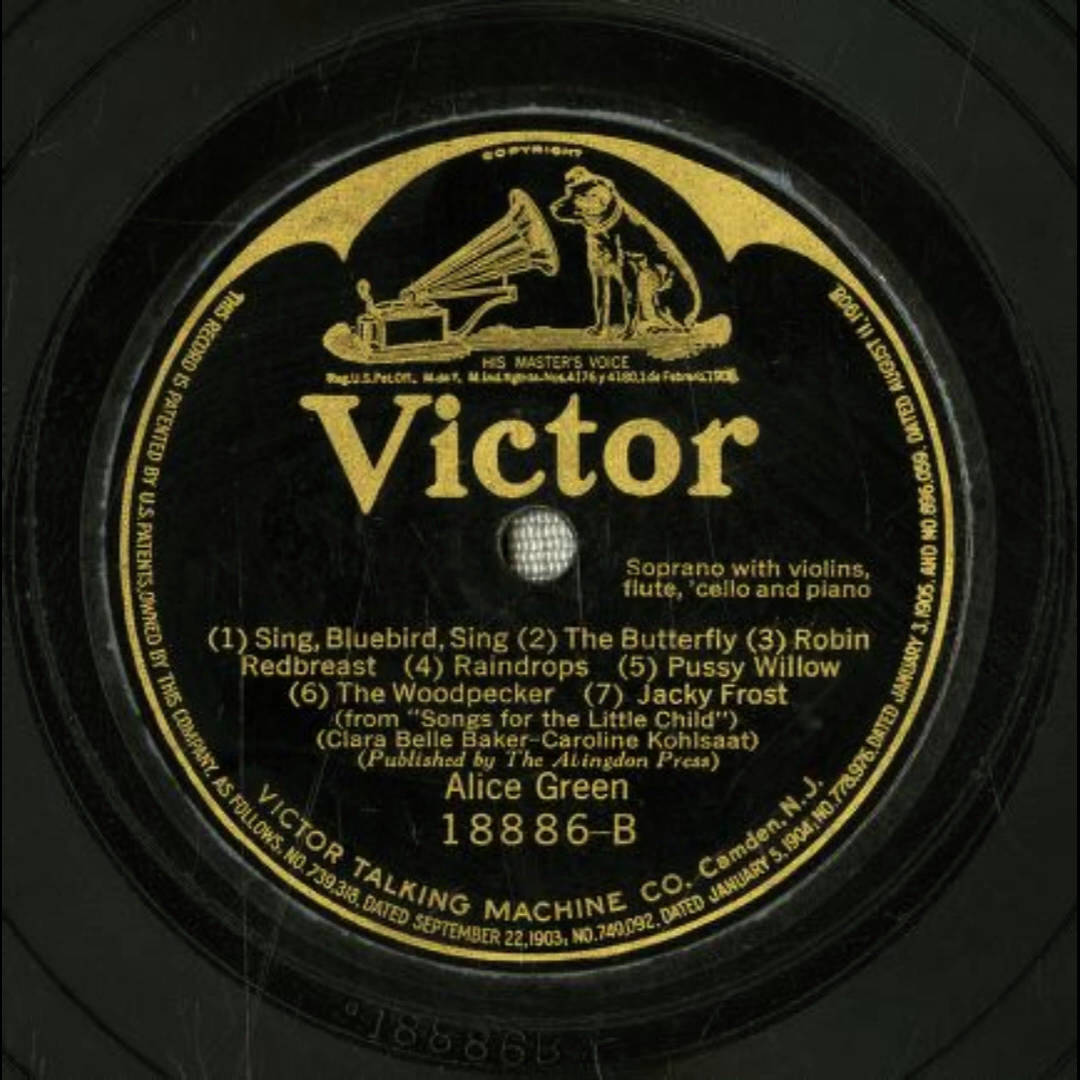 COPYRIGHT
HIS MASTER'S VOICE
Victor
Soprano with violins,
flute, 'cello and piano
(1) Sing, Bluebird, Sing (2) The Butterfly (3) Robin
Redbreast (4) Raindrops (5) Pussy Willow
(6) The Woodpecker (7) Jacky Frost
(from "Songs for the Little Child")
(Clara Belle Baker–Caroline Kohlsaat)
(Published by The Abingdon Press)
Alice Green
18886–B
VICTOR TALKING MACHINE CO. Camden, N. J.
THIS RECORD IS PATENTED BY U.S. PATENTS, OWNED BY THIS COMPANY, AS FOLLOWS, NO. 739,318, DATED SEPTEMBER 22, 1903; NO. 749,092, DATED JANUARY 5, 1904; NO. 778,976, DATED JANUARY 3, 1905, AND NO. 896,059, DATED AUGUST 11, 1908.
18886B